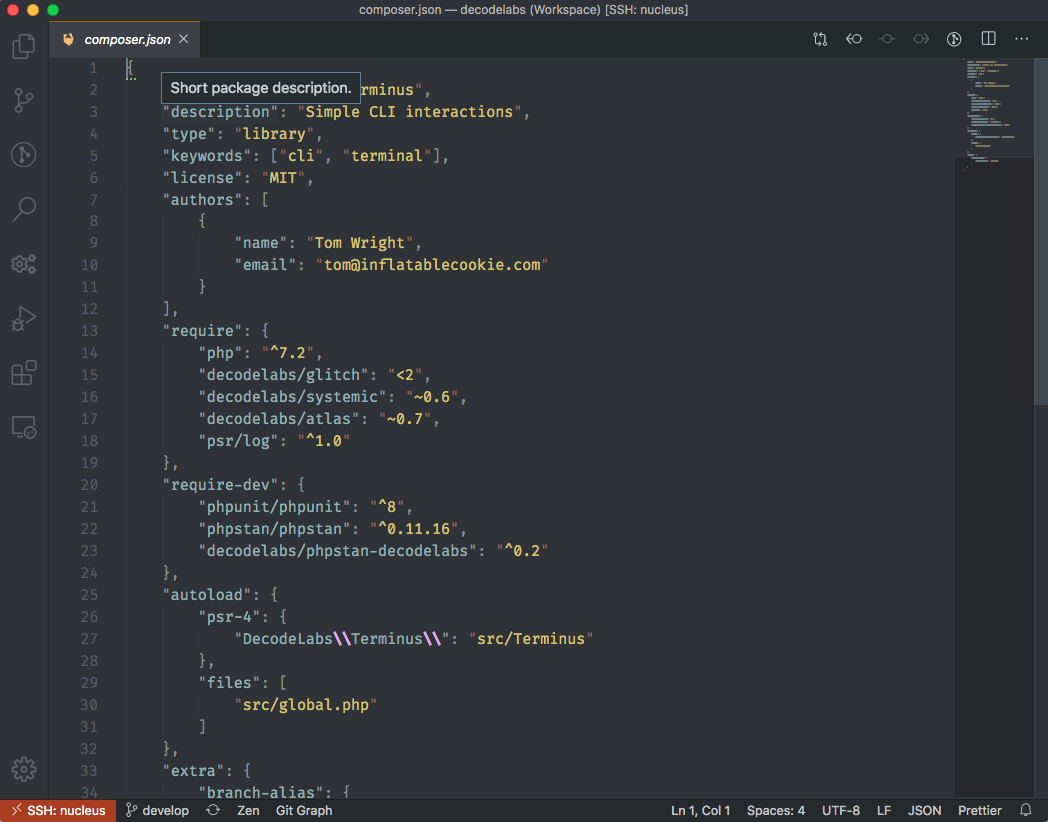 composer.json — decodelabs (Workspace) [SSH: nucleus]
composer.json
1 {
Short package description.
2 rminus",
3 "description": "Simple CLI interactions",
4 "type": "library",
5 "keywords": ["cli", "terminal"],
6 "license": "MIT",
7 "authors": [
8 {
9 "name": "Tom Wright",
10 "email": "tom@inflatablecookie.com"
11 }
12 ],
13 "require": {
14 "php": "^7.2",
15 "decodelabs/glitch": "<2",
16 "decodelabs/systemic": "~0.6",
17 "decodelabs/atlas": "~0.7",
18 "psr/log": "^1.0"
19 },
20 "require-dev": {
21 "phpunit/phpunit": "^8",
22 "phpstan/phpstan": "^0.11.16",
23 "decodelabs/phpstan-decodelabs": "^0.2"
24 },
25 "autoload": {
26 "psr-4": {
27 "DecodeLabs\\Terminus\\": "src/Terminus"
28 },
29 "files": [
30 "src/global.php"
31 ]
32 },
33 "extra": {
34 "branch-alias": {
SSH: nucleus develop Zen Git Graph Ln 1, Col 1 Spaces: 4 UTF-8 LF JSON Prettier